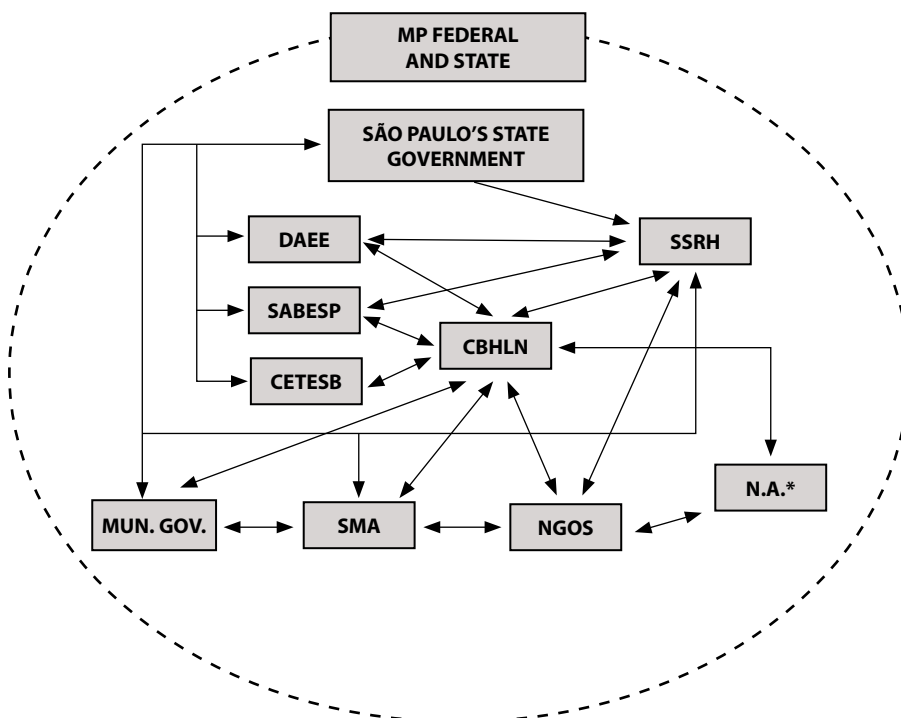 MP FEDERAL
AND STATE
SÃO PAULO'S STATE
GOVERNMENT
DAEE
SSRH
SABESP
CBHLN
CETESB
N.A.*
MUN. GOV.
SMA
NGOS